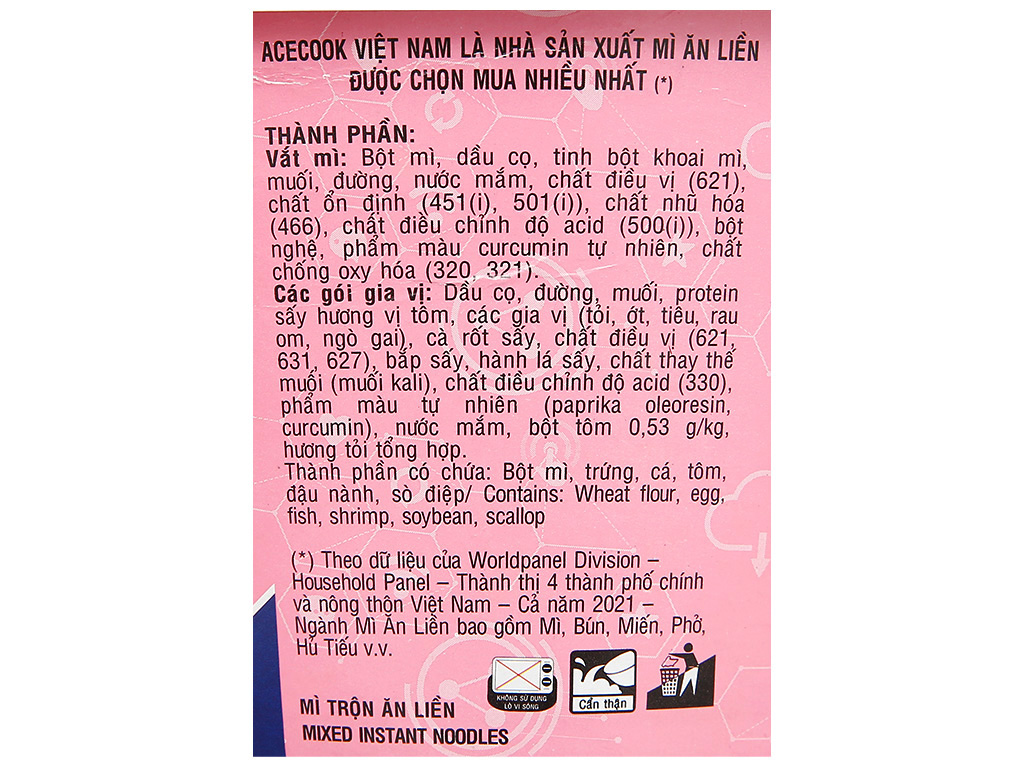 ACECOOK VIỆT NAM LÀ NHÀ SẢN XUẤT MÌ ĂN LIỀN
ĐƯỢC CHỌN MUA NHIỀU NHẤT (*)
THÀNH PHẦN:
Vắt mì: Bột mì, dầu cọ, tinh bột khoai mì,
muối, đường, nước mắm, chất điều vị (621),
chất ổn định (451(i), 501(i)), chất nhũ hóa
(466), chất điều chỉnh độ acid (500(i)), bột
nghệ, phẩm màu curcumin tự nhiên, chất
chống oxy hóa (320, 321).
Các gói gia vị: Dầu cọ, đường, muối, protein
sấy hương vị tôm, các gia vị (tỏi, ớt, tiêu, rau
om, ngò gai), cà rốt sấy, chất điều vị (621,
631, 627), bắp sấy, hành lá sấy, chất thay thế
muối (muối kali), chất điều chỉnh độ acid (330),
phẩm màu tự nhiên (paprika oleoresin,
curcumin), nước mắm, bột tôm 0,53 g/kg,
hương tỏi tổng hợp.
Thành phần có chứa: Bột mì, trứng, cá, tôm,
đậu nành, sò điệp/ Contains: Wheat flour, egg,
fish, shrimp, soybean, scallop
(*) Theo dữ liệu của Worldpanel Division –
Household Panel – Thành thị 4 thành phố chính
và nông thôn Việt Nam – Cả năm 2021 –
Ngành Mì Ăn Liền bao gồm Mì, Bún, Miến, Phở,
Hủ Tiếu v.v.
KHÔNG SỬ DỤNG
LÒ VI SÓNG
Cẩn thận
MÌ TRỘN ĂN LIỀN
MIXED INSTANT NOODLES